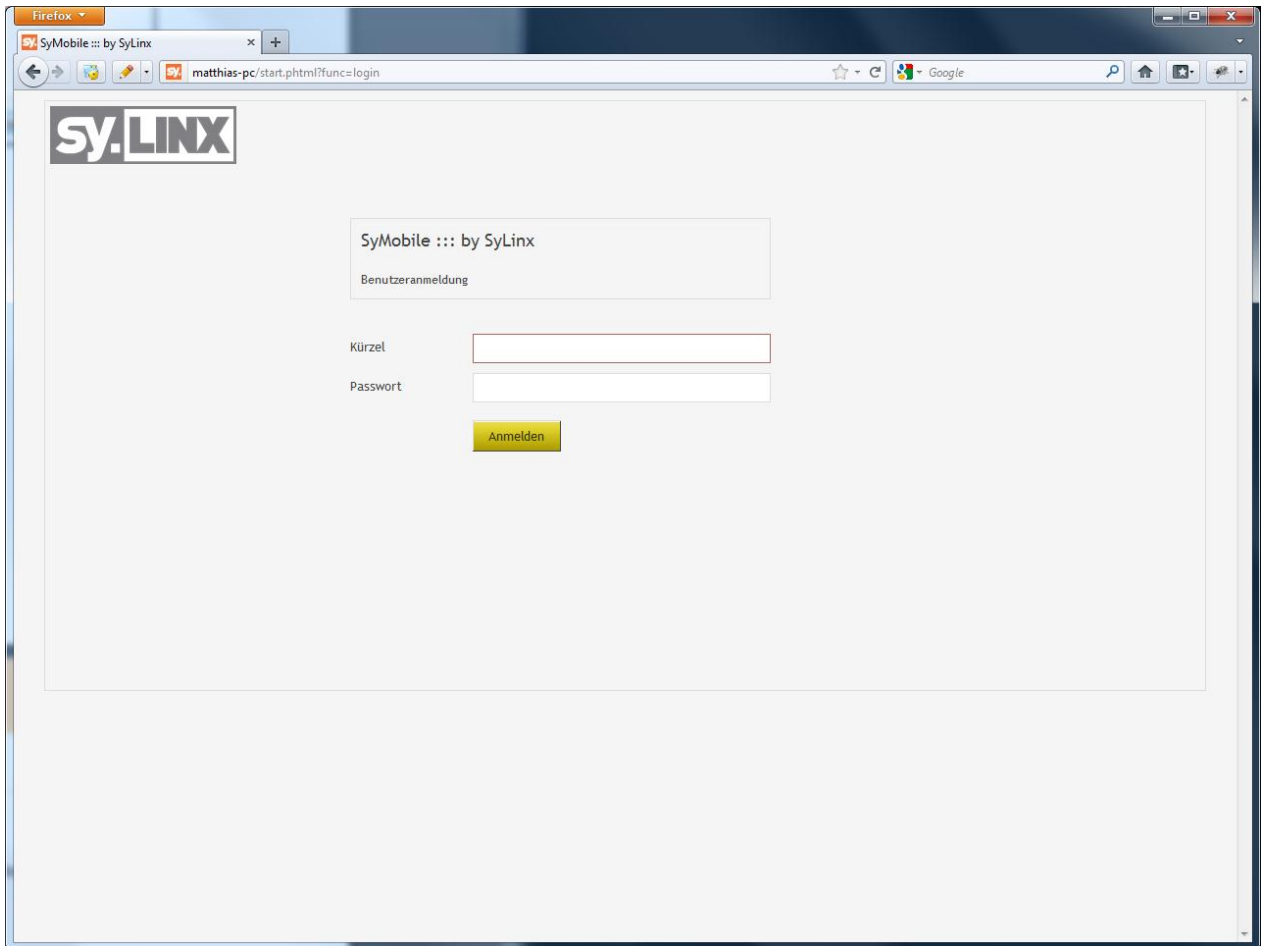 Firefox
SyMobile ::: by SyLinx
matthias-pc/start.phtml?func=login
Google
sy.LINX
SyMobile ::: by SyLinx
Benutzeranmeldung
Kürzel
Passwort
Anmelden